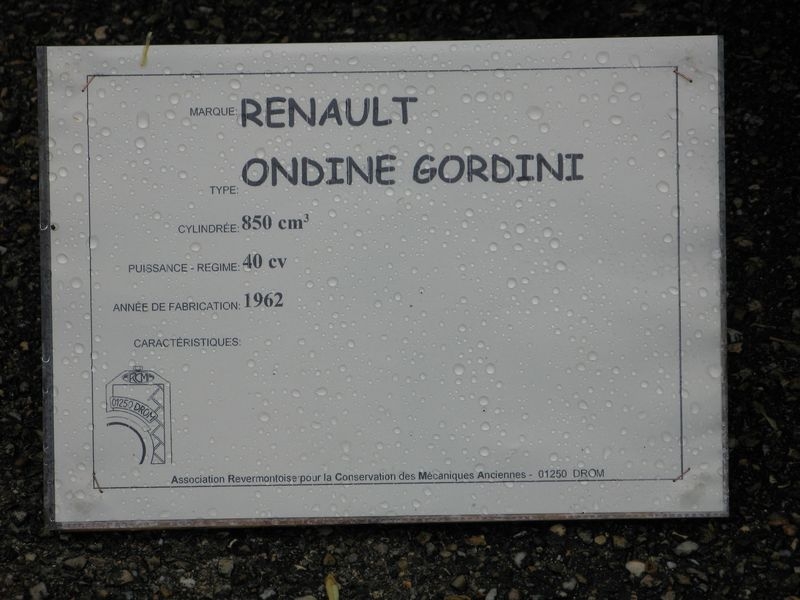 MARQUE: RENAULT
TYPE: ONDINE GORDINI
CYLINDRÉE: 850 cm³
PUISSANCE - REGIME: 40 cv
ANNÉE DE FABRICATION: 1962
CARACTÉRISTIQUES:
RCM
01250 DROM
Association Revermontoise pour la Conservation des Mécaniques Anciennes - 01250 DROM